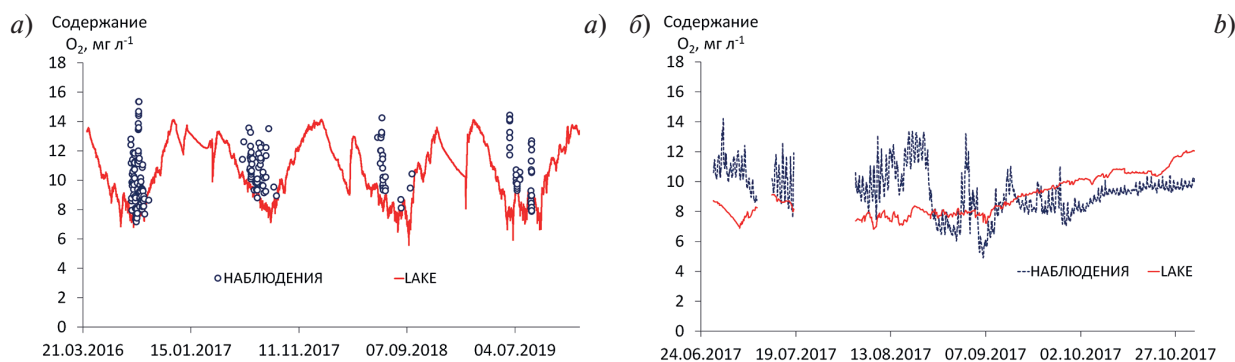 а) Содержание а)
O₂, мг л⁻¹
18
16
14
12
10
8
6
4
2
0
НАБЛЮДЕНИЯ LAKE
21.03.2016 15.01.2017 11.11.2017 07.09.2018 04.07.2019
б) Содержание b)
O₂, мг л⁻¹
18
16
14
12
10
8
6
4
2
0
НАБЛЮДЕНИЯ LAKE
24.06.2017 19.07.2017 13.08.2017 07.09.2017 02.10.2017 27.10.2017